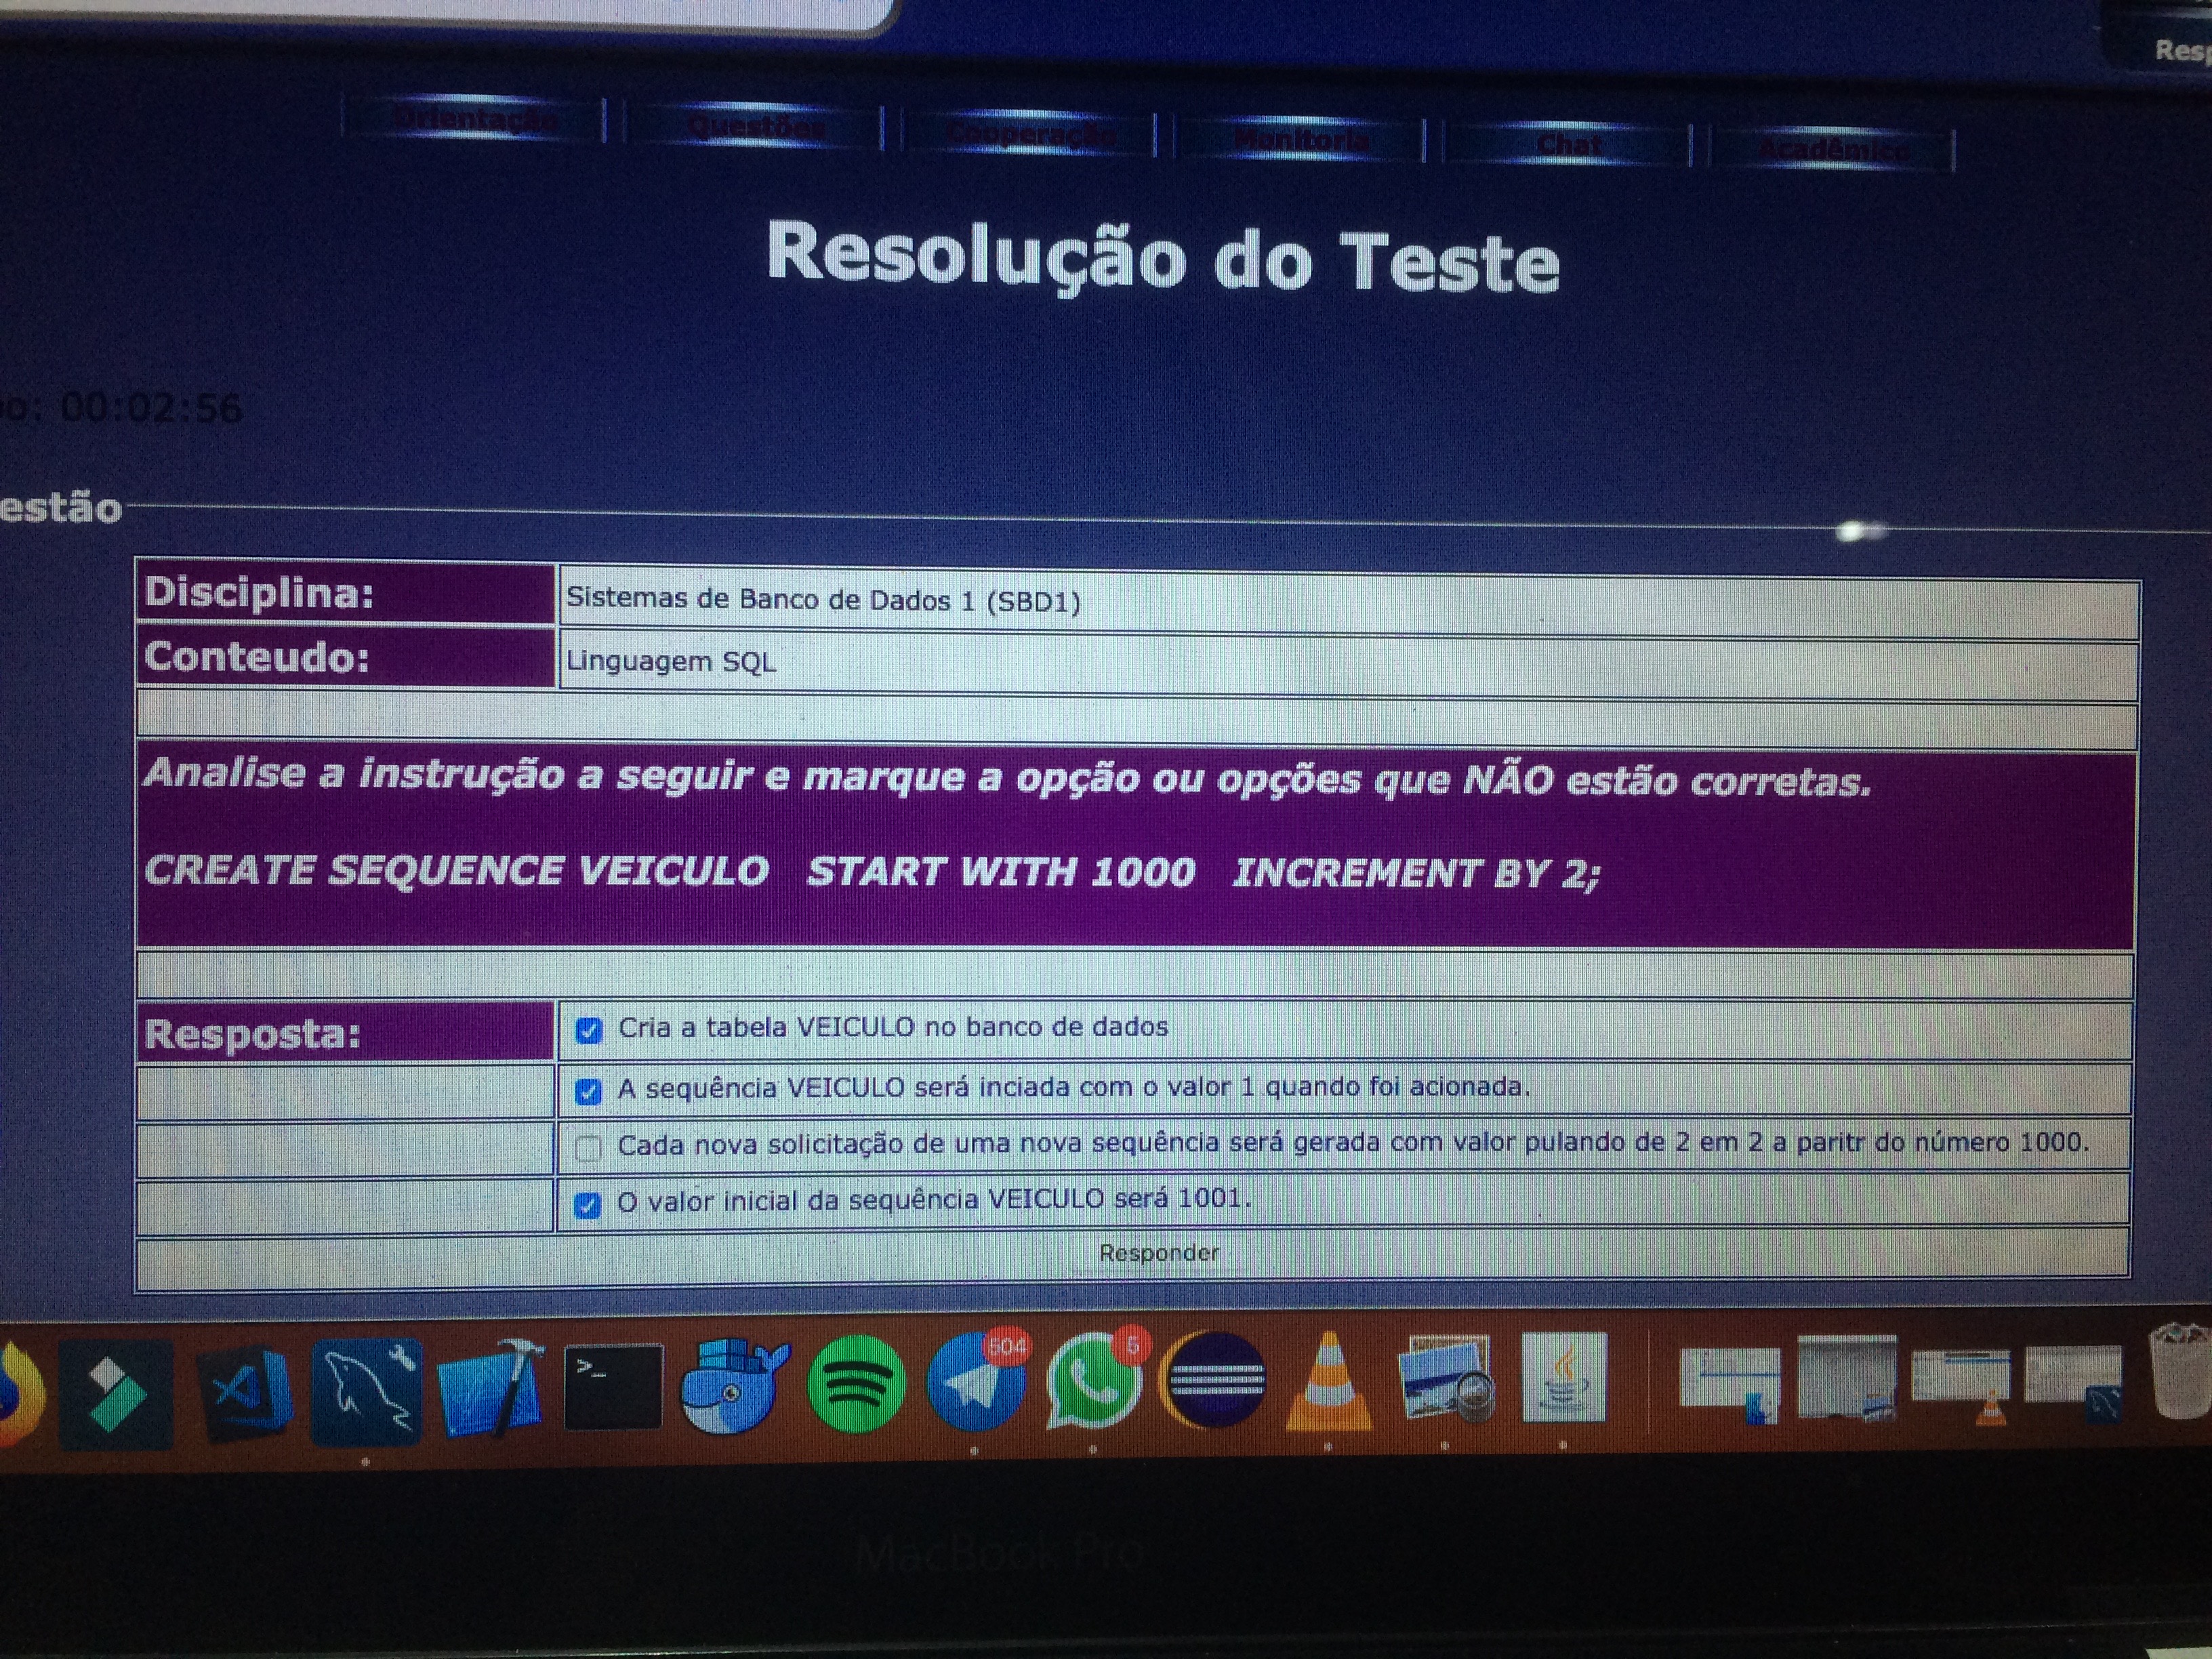 Orientação Questões Cooperação Monitoria Chat Acadêmico
Resolução do Teste
00:02:56
Disciplina: Sistemas de Banco de Dados 1 (SBD1)
Conteudo: Linguagem SQL
Analise a instrução a seguir e marque a opção ou opções que NÃO estão corretas.
CREATE SEQUENCE VEICULO START WITH 1000 INCREMENT BY 2;
Resposta: Cria a tabela VEICULO no banco de dados
A sequência VEICULO será inciada com o valor 1 quando foi acionada.
Cada nova solicitação de uma nova sequência será gerada com valor pulando de 2 em 2 a paritr do número 1000.
O valor inicial da sequência VEICULO será 1001.
Responder
504 5
>_
MacBook Pro